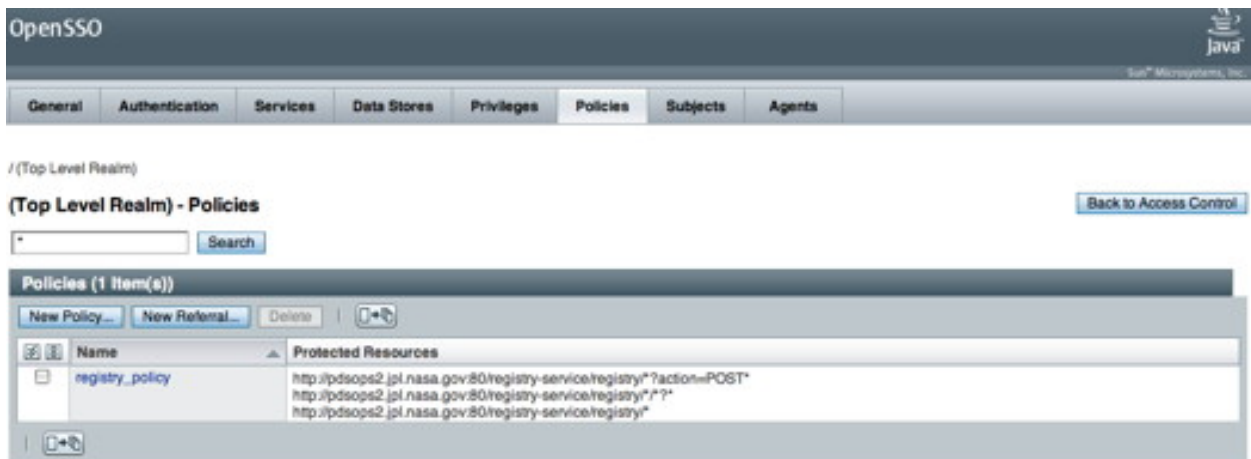 OpenSSO
Java
Sun™ Microsystems, Inc.
General Authentication Services Data Stores Privileges Policies Subjects Agents
/ (Top Level Realm)
(Top Level Realm) - Policies
Back to Access Control
* Search
Policies (1 Item(s))
New Policy... New Referral... Delete
Name Protected Resources
registry_policy http://pdsops2.jpl.nasa.gov:80/registry-service/registry/*?action=POST*
http://pdsops2.jpl.nasa.gov:80/registry-service/registry/*/*?*
http://pdsops2.jpl.nasa.gov:80/registry-service/registry/*